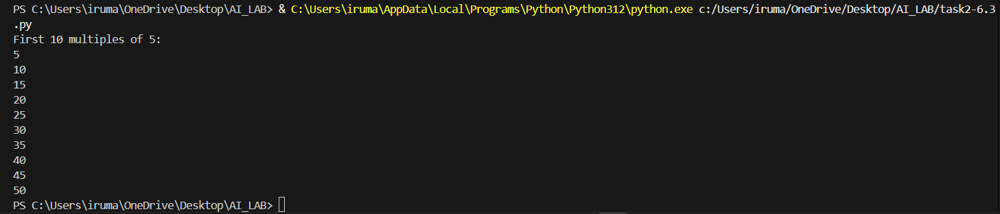 PS C:\Users\iruma\OneDrive\Desktop\AI_LAB> & C:\Users\iruma\AppData\Local\Programs\Python\Python312\python.exe c:/Users/iruma/OneDrive/Desktop/AI_LAB/task2-6.3
.py
First 10 multiples of 5:
5
10
15
20
25
30
35
40
45
50
PS C:\Users\iruma\OneDrive\Desktop\AI_LAB>